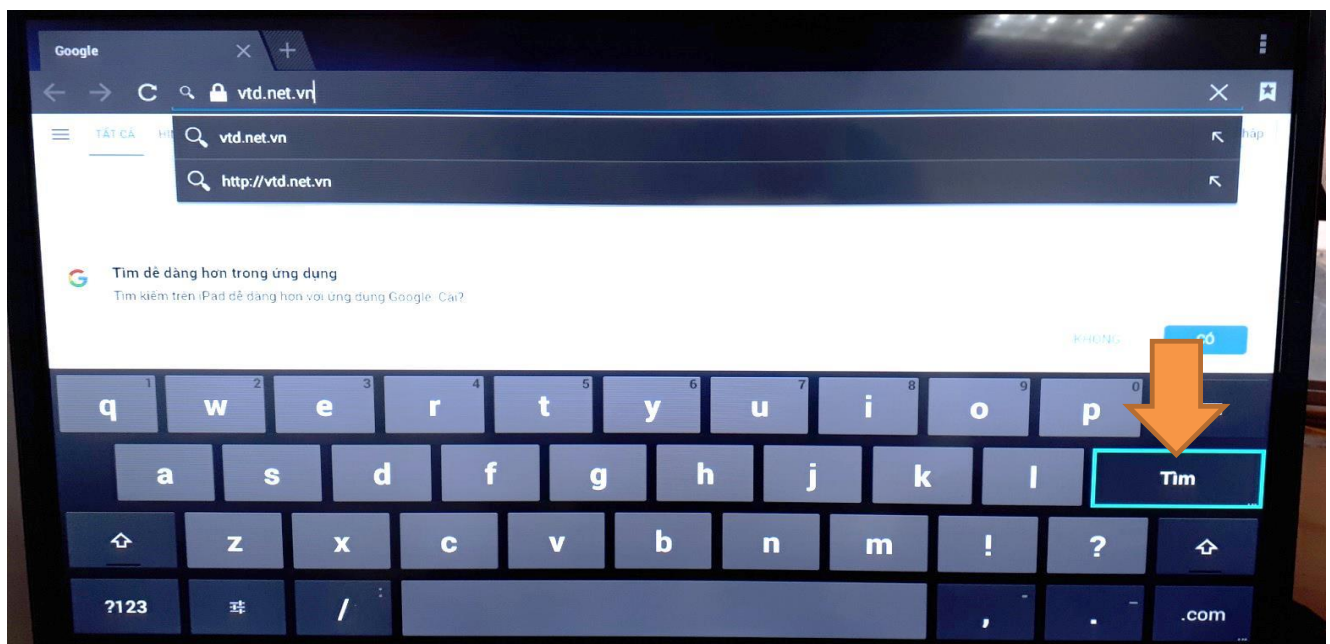 Google
vtd.net.vn
TẤT CẢ
vtd.net.vn
http://vtd.net.vn
Tìm dễ dàng hơn trong ứng dụng
Tìm kiếm trên iPad dễ dàng hơn với ứng dụng Google. Cài?
KHÔNG CÓ
q 1 w 2 e 3 r 4 t 5 y 6 u 7 i 8 o 9 p 0
a s d f g h j k l Tìm
z x c v b n m ! ?
?123 / : , - . - .com